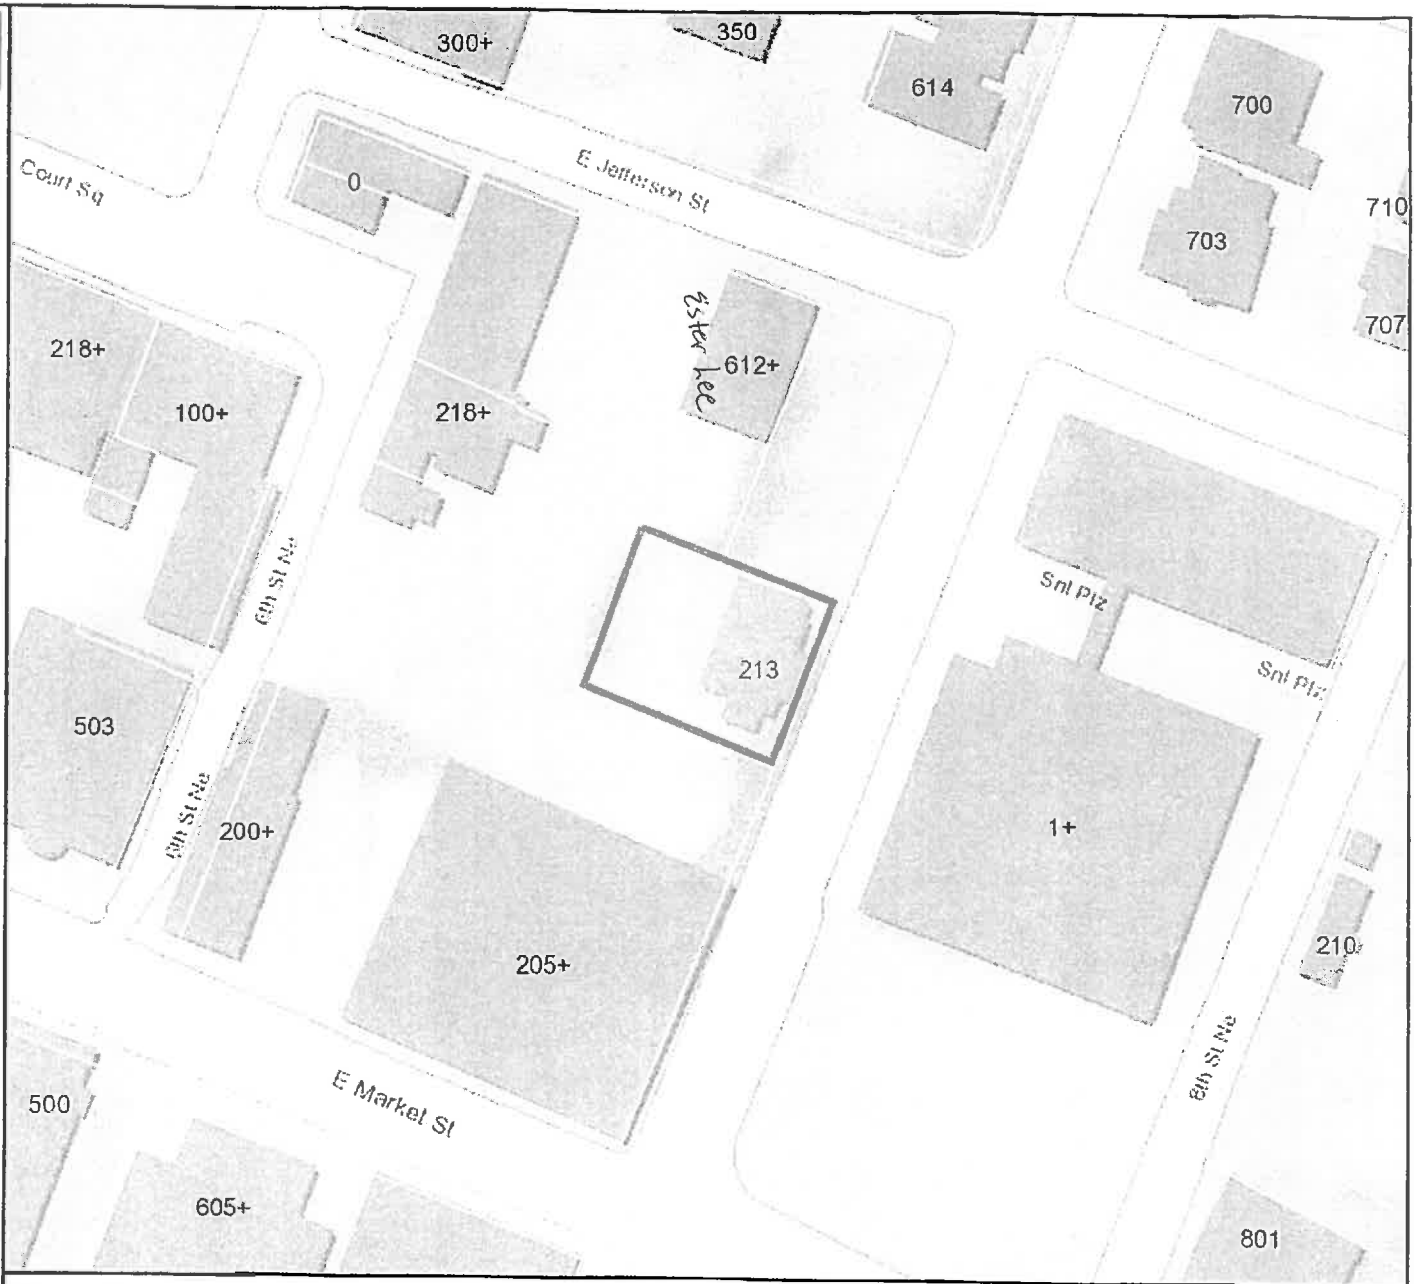 300+
350
614
700
E Jefferson St
0
Court Sq
710
703
707
218+
100+
218+
Ester Lee
612+
6th St Ne
Snl Plz
213
Snl Plz
503
6th St Ne
200+
1+
205+
210
8th St Ne
E Market St
500
605+
801